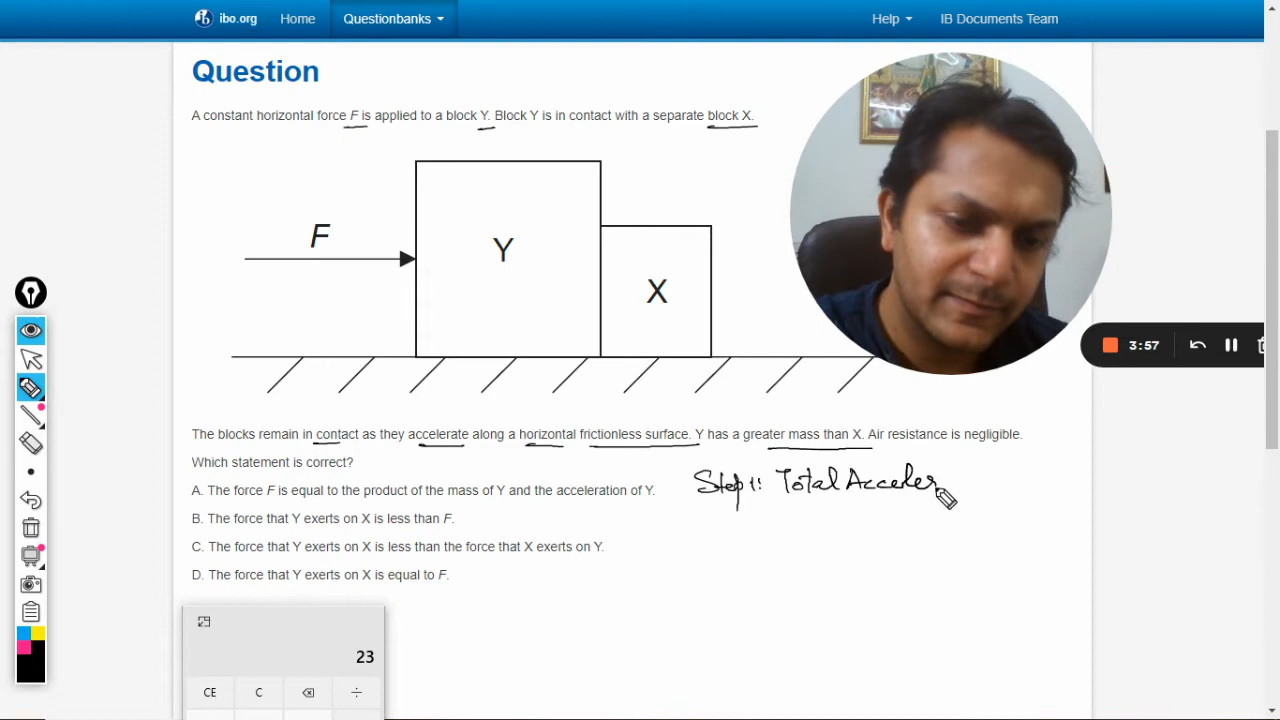 ibo.org Home Questionbanks Help IB Documents Team
Question
A constant horizontal force F is applied to a block Y. Block Y is in contact with a separate block X.
F
Y
X
3:57
The blocks remain in contact as they accelerate along a horizontal frictionless surface. Y has a greater mass than X. Air resistance is negligible.
Which statement is correct?
Step 1: Total Acceler
A. The force F is equal to the product of the mass of Y and the acceleration of Y.
B. The force that Y exerts on X is less than F.
C. The force that Y exerts on X is less than the force that X exerts on Y.
D. The force that Y exerts on X is equal to F.
23
CE C ÷